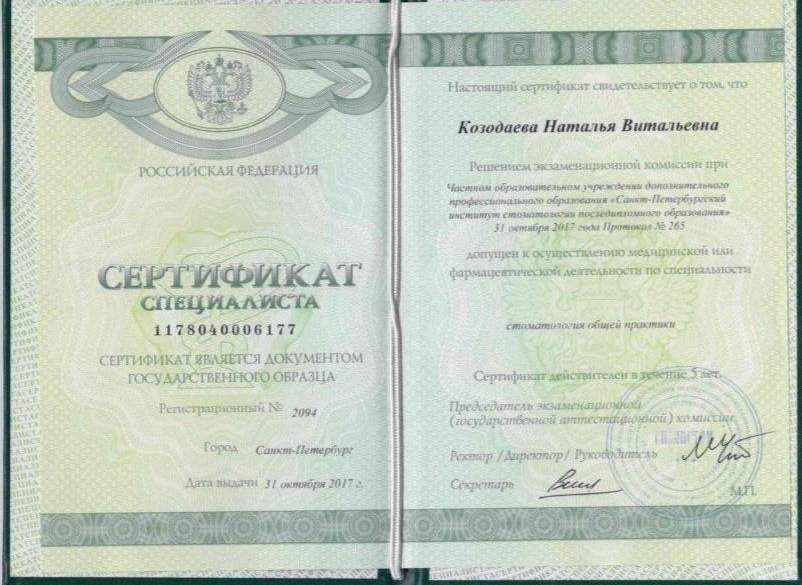 РОССИЙСКАЯ ФЕДЕРАЦИЯ
СЕРТИФИКАТ
СПЕЦИАЛИСТА
1178040006177
СЕРТИФИКАТ ЯВЛЯЕТСЯ ДОКУМЕНТОМ
ГОСУДАРСТВЕННОГО ОБРАЗЦА
Регистрационный № 2094
Город Санкт-Петербург
Дата выдачи 31 октября 2017 г.
Настоящий сертификат свидетельствует о том, что
Козодаева Наталья Витальевна
Решением экзаменационной комиссии при
Частном образовательном учреждении дополнительного
профессионального образования «Санкт-Петербургский
институт стоматологии последипломного образования»
31 октября 2017 года Протокол № 265
допущен к осуществлению медицинской или
фармацевтической деятельности по специальности
стоматология общей практики
Сертификат действителен в течение 5 лет.
Председатель экзаменационной
(государственной аттестационной) комиссии
Ректор /Директор/ Руководитель
Секретарь
М.П.